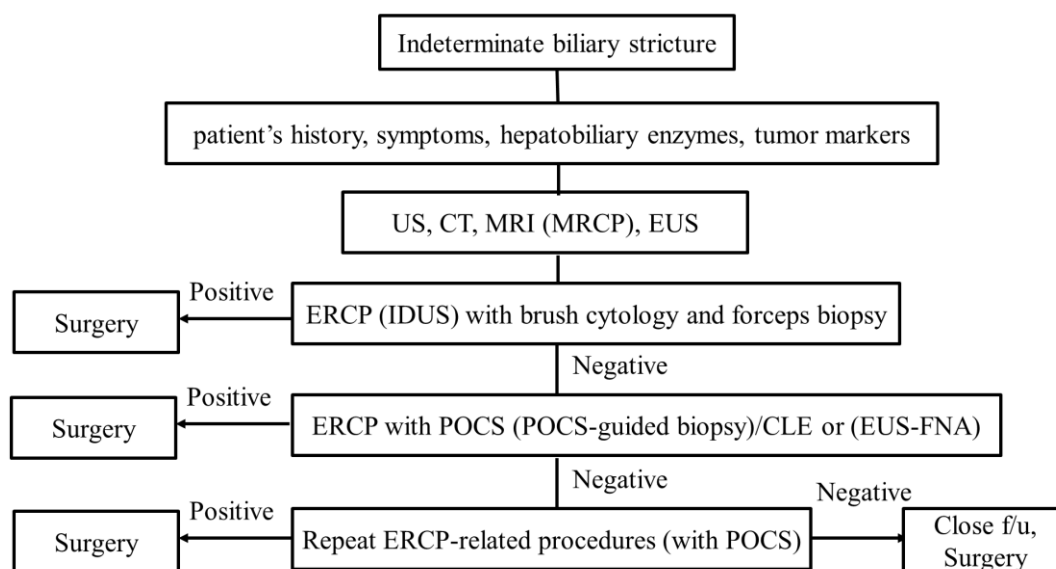 Indeterminate biliary stricture
patient’s history, symptoms, hepatobiliary enzymes, tumor markers
US, CT, MRI (MRCP), EUS
Positive
Surgery
ERCP (IDUS) with brush cytology and forceps biopsy
Negative
Positive
Surgery
ERCP with POCS (POCS-guided biopsy)/CLE or (EUS-FNA)
Negative
Negative
Positive
Surgery
Repeat ERCP-related procedures (with POCS)
Close f/u,
Surgery